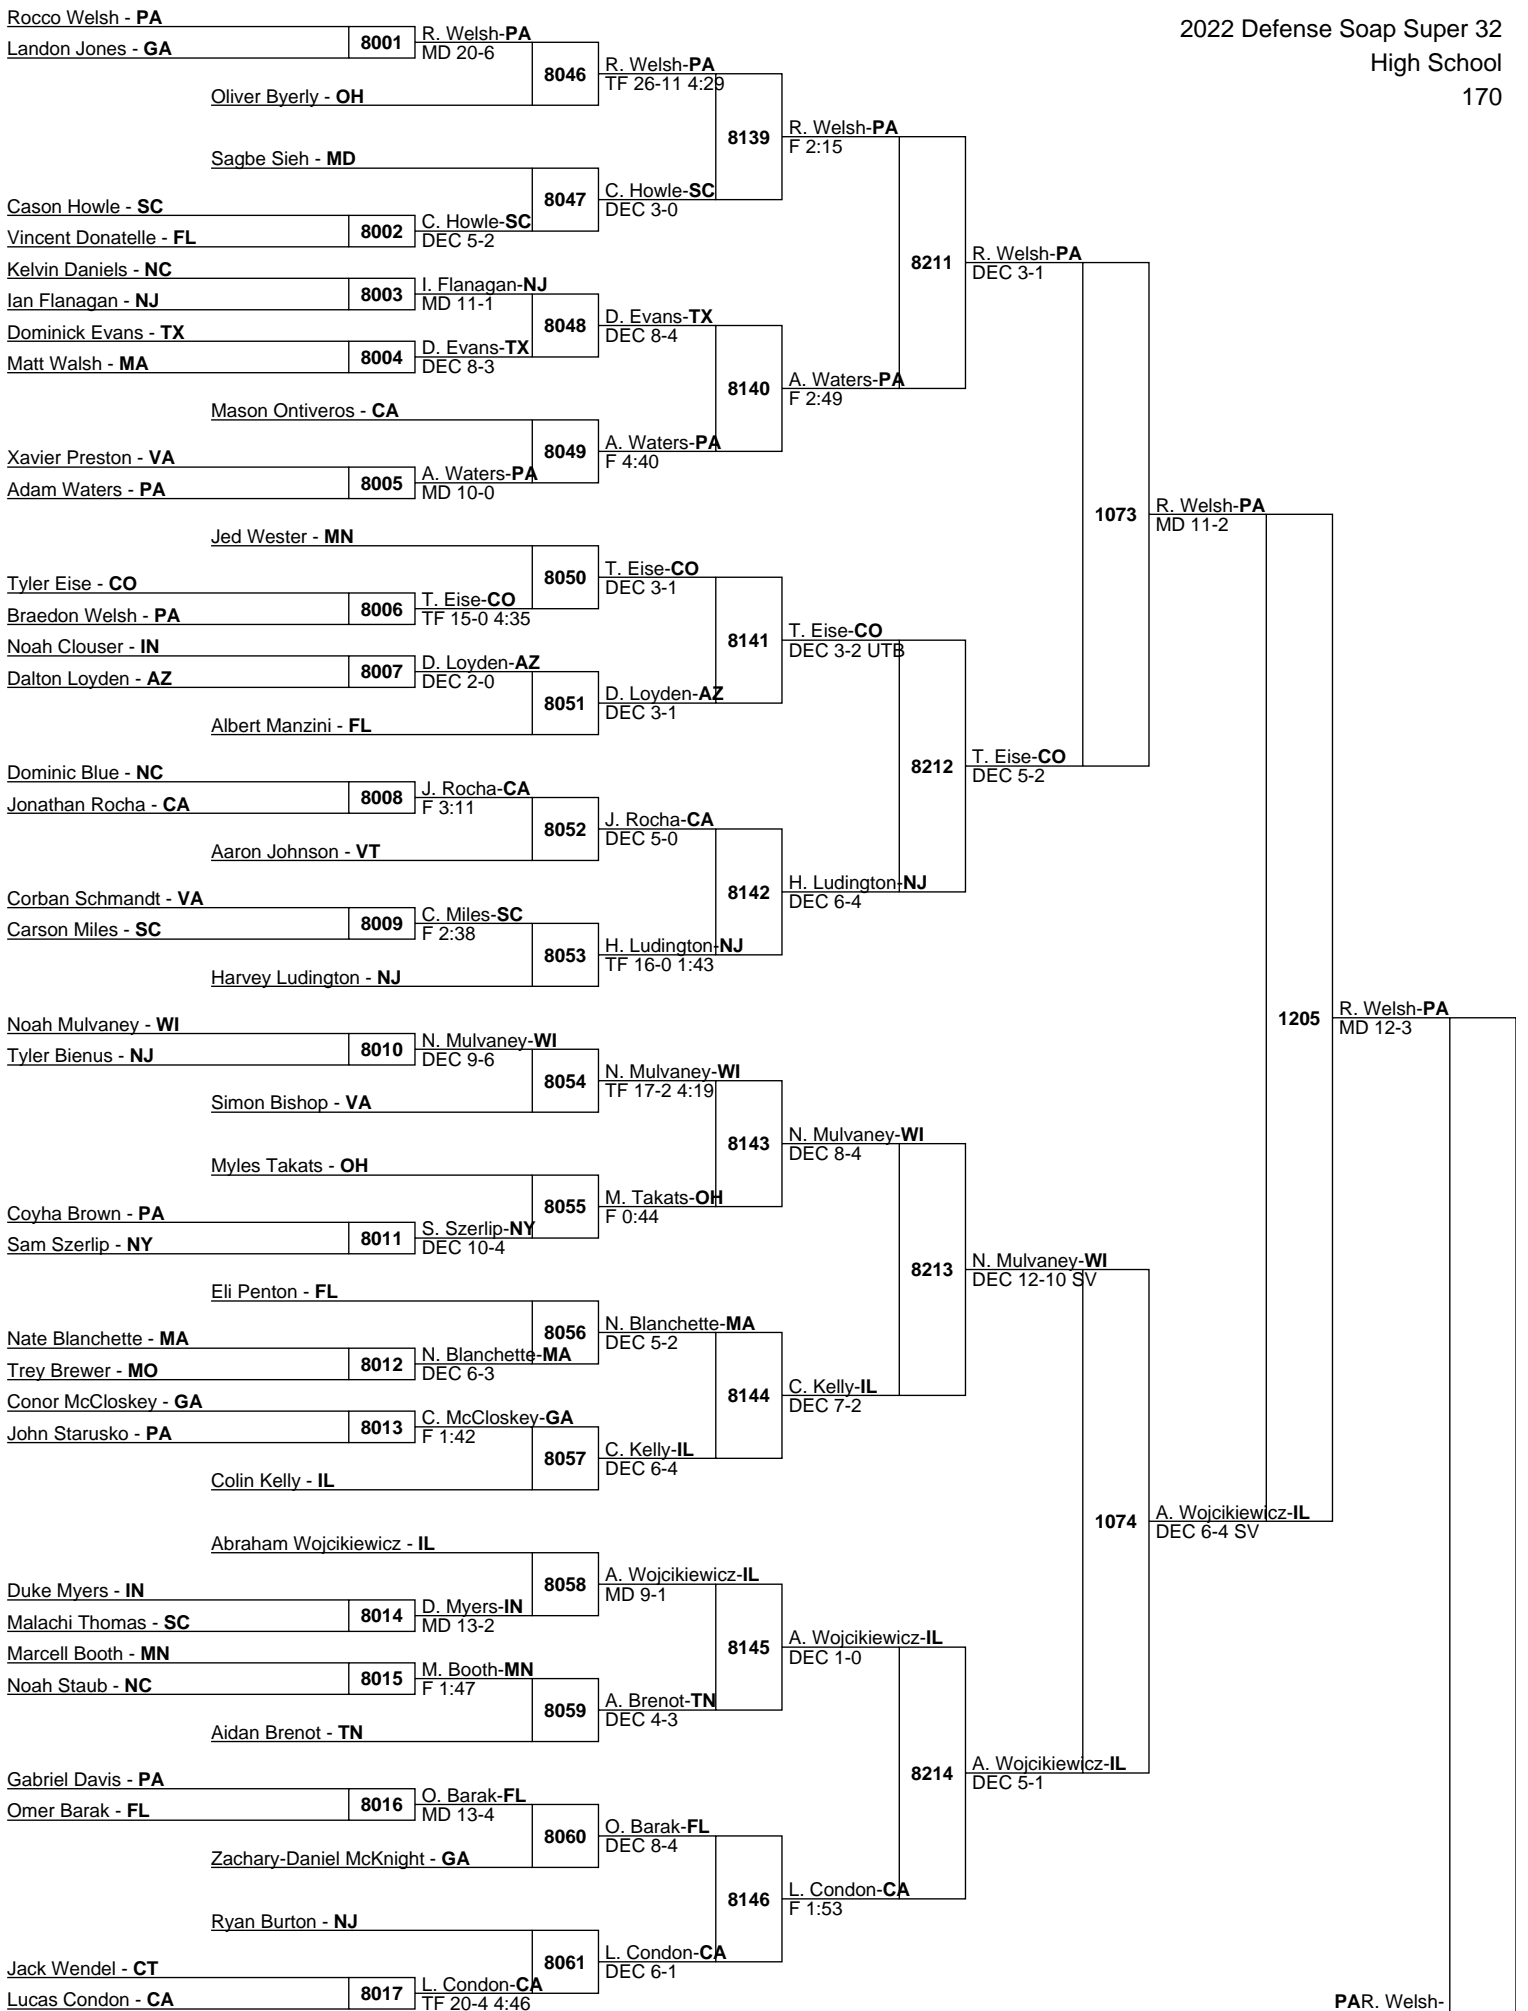 2022 Defense Soap Super 32
High School
170
Rocco Welsh - PA
Landon Jones - GA
8001
R. Welsh-PA
MD 20-6
Oliver Byerly - OH
8046
R. Welsh-PA
TF 26-11 4:29
Sagbe Sieh - MD
Cason Howle - SC
Vincent Donatelle - FL
8002
C. Howle-SC
DEC 5-2
8047
C. Howle-SC
DEC 3-0
8139
R. Welsh-PA
F 2:15
Kelvin Daniels - NC
Ian Flanagan - NJ
8003
I. Flanagan-NJ
MD 11-1
Dominick Evans - TX
Matt Walsh - MA
8004
D. Evans-TX
DEC 8-3
8048
D. Evans-TX
DEC 8-4
Mason Ontiveros - CA
Xavier Preston - VA
Adam Waters - PA
8005
A. Waters-PA
MD 10-0
8049
A. Waters-PA
F 4:40
8140
A. Waters-PA
F 2:49
8211
R. Welsh-PA
DEC 3-1
Jed Wester - MN
Tyler Eise - CO
Braedon Welsh - PA
8006
T. Eise-CO
TF 15-0 4:35
8050
T. Eise-CO
DEC 3-1
Noah Clouser - IN
Dalton Loyden - AZ
8007
D. Loyden-AZ
DEC 2-0
Albert Manzini - FL
8051
D. Loyden-AZ
DEC 3-1
8141
T. Eise-CO
DEC 3-2 UTB
Dominic Blue - NC
Jonathan Rocha - CA
8008
J. Rocha-CA
F 3:11
Aaron Johnson - VT
8052
J. Rocha-CA
DEC 5-0
Corban Schmandt - VA
Carson Miles - SC
8009
C. Miles-SC
F 2:38
Harvey Ludington - NJ
8053
H. Ludington-NJ
TF 16-0 1:43
8142
H. Ludington-NJ
DEC 6-4
8212
T. Eise-CO
DEC 5-2
1073
R. Welsh-PA
MD 11-2
Noah Mulvaney - WI
Tyler Bienus - NJ
8010
N. Mulvaney-WI
DEC 9-6
Simon Bishop - VA
8054
N. Mulvaney-WI
TF 17-2 4:19
Myles Takats - OH
Coyha Brown - PA
Sam Szerlip - NY
8011
S. Szerlip-NY
DEC 10-4
8055
M. Takats-OH
F 0:44
8143
N. Mulvaney-WI
DEC 8-4
Eli Penton - FL
Nate Blanchette - MA
Trey Brewer - MO
8012
N. Blanchette-MA
DEC 6-3
8056
N. Blanchette-MA
DEC 5-2
Conor McCloskey - GA
John Starusko - PA
8013
C. McCloskey-GA
F 1:42
Colin Kelly - IL
8057
C. Kelly-IL
DEC 6-4
8144
C. Kelly-IL
DEC 7-2
8213
N. Mulvaney-WI
DEC 12-10 SV
Abraham Wojcikiewicz - IL
Duke Myers - IN
Malachi Thomas - SC
8014
D. Myers-IN
MD 13-2
8058
A. Wojcikiewicz-IL
MD 9-1
Marcell Booth - MN
Noah Staub - NC
8015
M. Booth-MN
F 1:47
Aidan Brenot - TN
8059
A. Brenot-TN
DEC 4-3
8145
A. Wojcikiewicz-IL
DEC 1-0
Gabriel Davis - PA
Omer Barak - FL
8016
O. Barak-FL
MD 13-4
Zachary-Daniel McKnight - GA
8060
O. Barak-FL
DEC 8-4
Ryan Burton - NJ
Jack Wendel - CT
Lucas Condon - CA
8017
L. Condon-CA
TF 20-4 4:46
8061
L. Condon-CA
DEC 6-1
8146
L. Condon-CA
F 1:53
8214
A. Wojcikiewicz-IL
DEC 5-1
1074
A. Wojcikiewicz-IL
DEC 6-4 SV
1205
R. Welsh-PA
MD 12-3
PAR. Welsh-